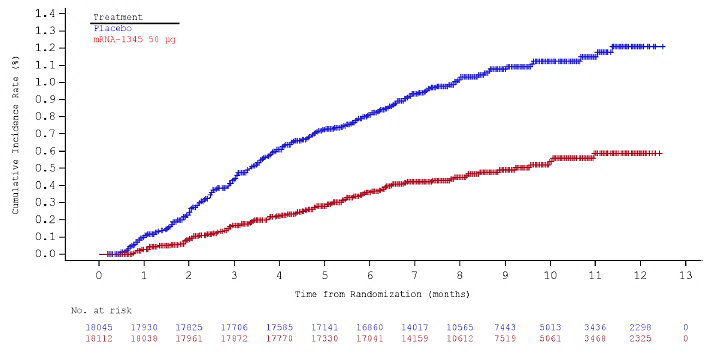 Treatment
Placebo
mRNA-1345 50 µg
Cumulative Incidence Rate (%)
1.4
1.3
1.2
1.1
1.0
0.9
0.8
0.7
0.6
0.5
0.4
0.3
0.2
0.1
0.0
0 1 2 3 4 5 6 7 8 9 10 11 12 13
Time from Randomization (months)
No. at risk
18045 17930 17825 17706 17585 17141 16860 14017 10565 7443 5013 3436 2298 0
18112 18038 17961 17872 17770 17330 17041 14159 10612 7519 5061 3468 2325 0